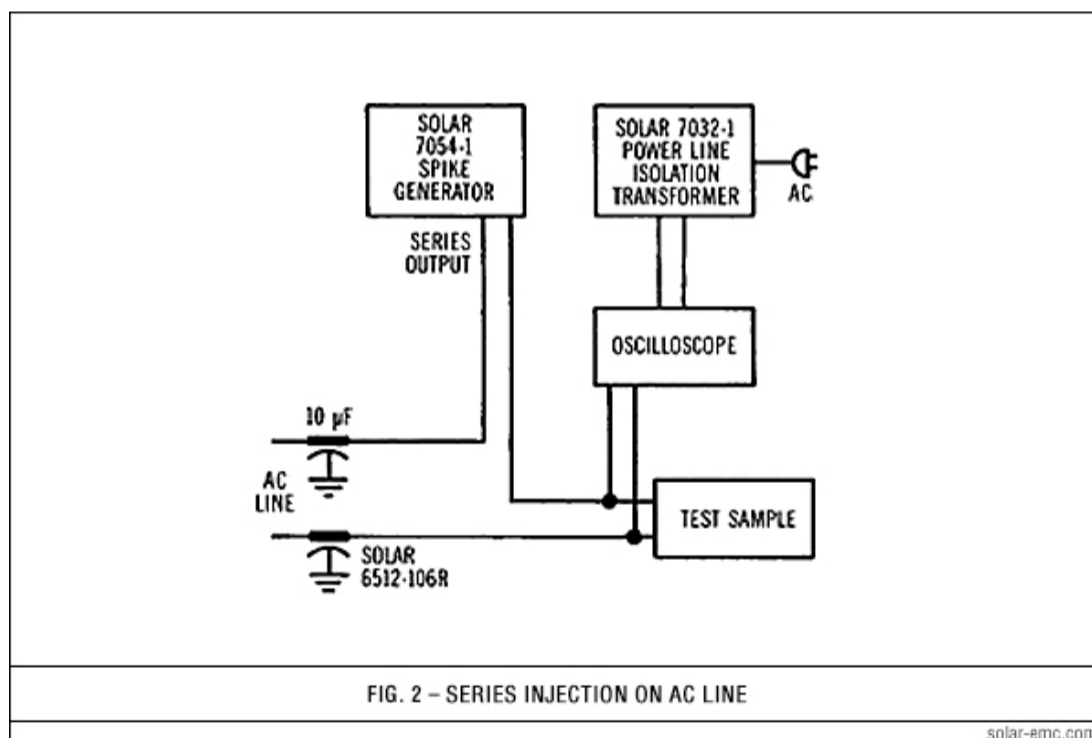 SOLAR
7054-1
SPIKE
GENERATOR
SOLAR 7032-1
POWER LINE
ISOLATION
TRANSFORMER
AC
SERIES
OUTPUT
OSCILLOSCOPE
10 µF
AC
LINE
TEST SAMPLE
SOLAR
6512-106R
FIG. 2 – SERIES INJECTION ON AC LINE
solar-emc.com